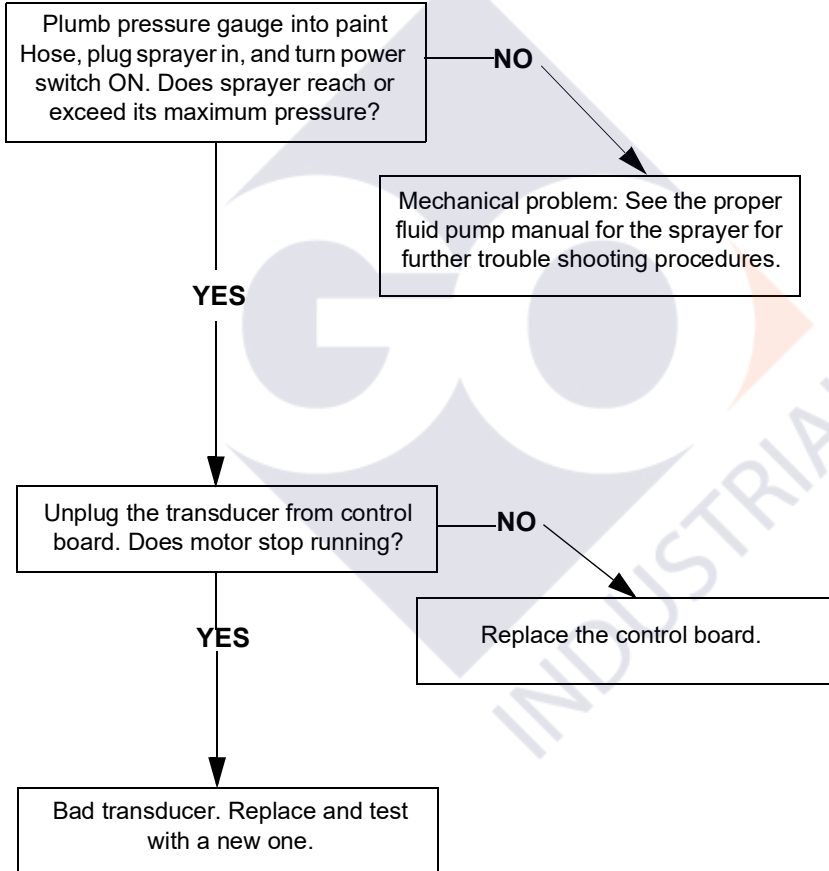 Plumb pressure gauge into paint
Hose, plug sprayer in, and turn power
switch ON. Does sprayer reach or
exceed its maximum pressure?
NO
Mechanical problem: See the proper
fluid pump manual for the sprayer for
further trouble shooting procedures.
YES
Unplug the transducer from control
board. Does motor stop running?
NO
Replace the control board.
YES
Bad transducer. Replace and test
with a new one.
GO
INDUSTRIAL